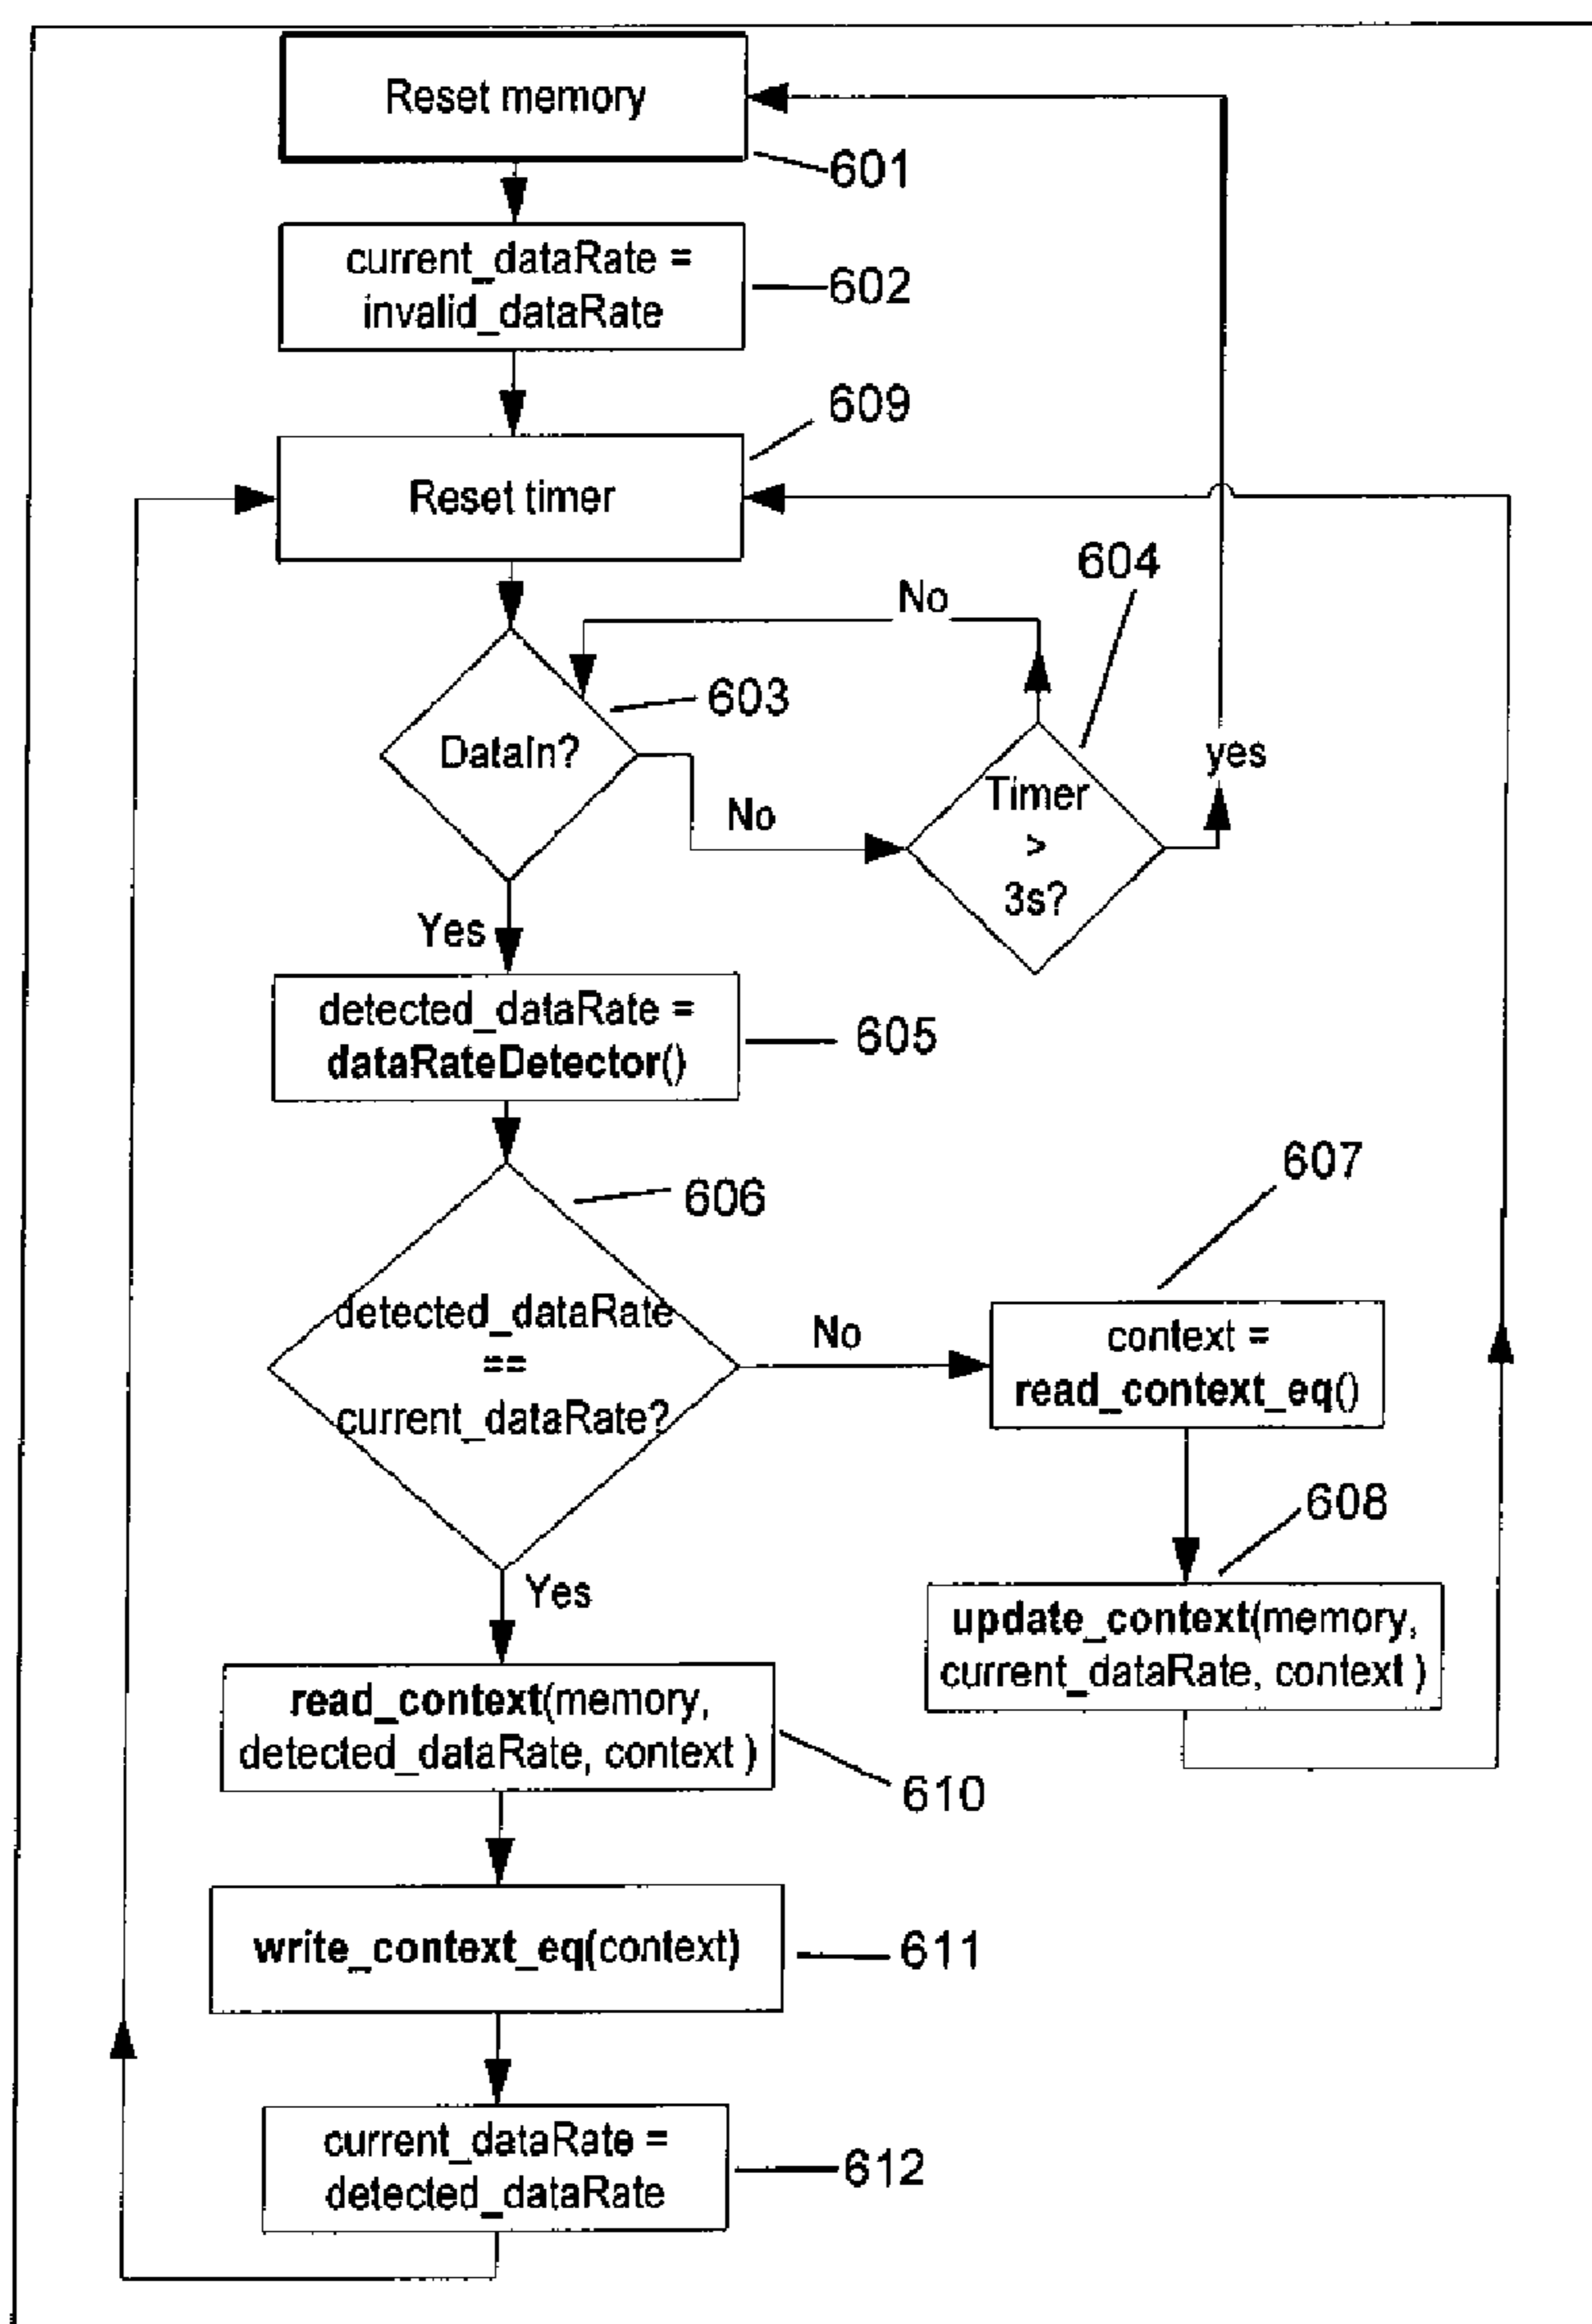 Reset memory
601
current_dataRate =
invalid_dataRate
602
609
Reset timer
604
No
603
DataIn?
Timer
>
3s?
yes
No
Yes
detected_dataRate =
dataRateDetector()
605
606
607
detected_dataRate
==
current_dataRate?
No
context =
read_context_eq()
608
Yes
update_context(memory,
current_dataRate, context )
read_context(memory,
detected_dataRate, context )
610
write_context_eq(context)
611
current_dataRate =
detected_dataRate
612